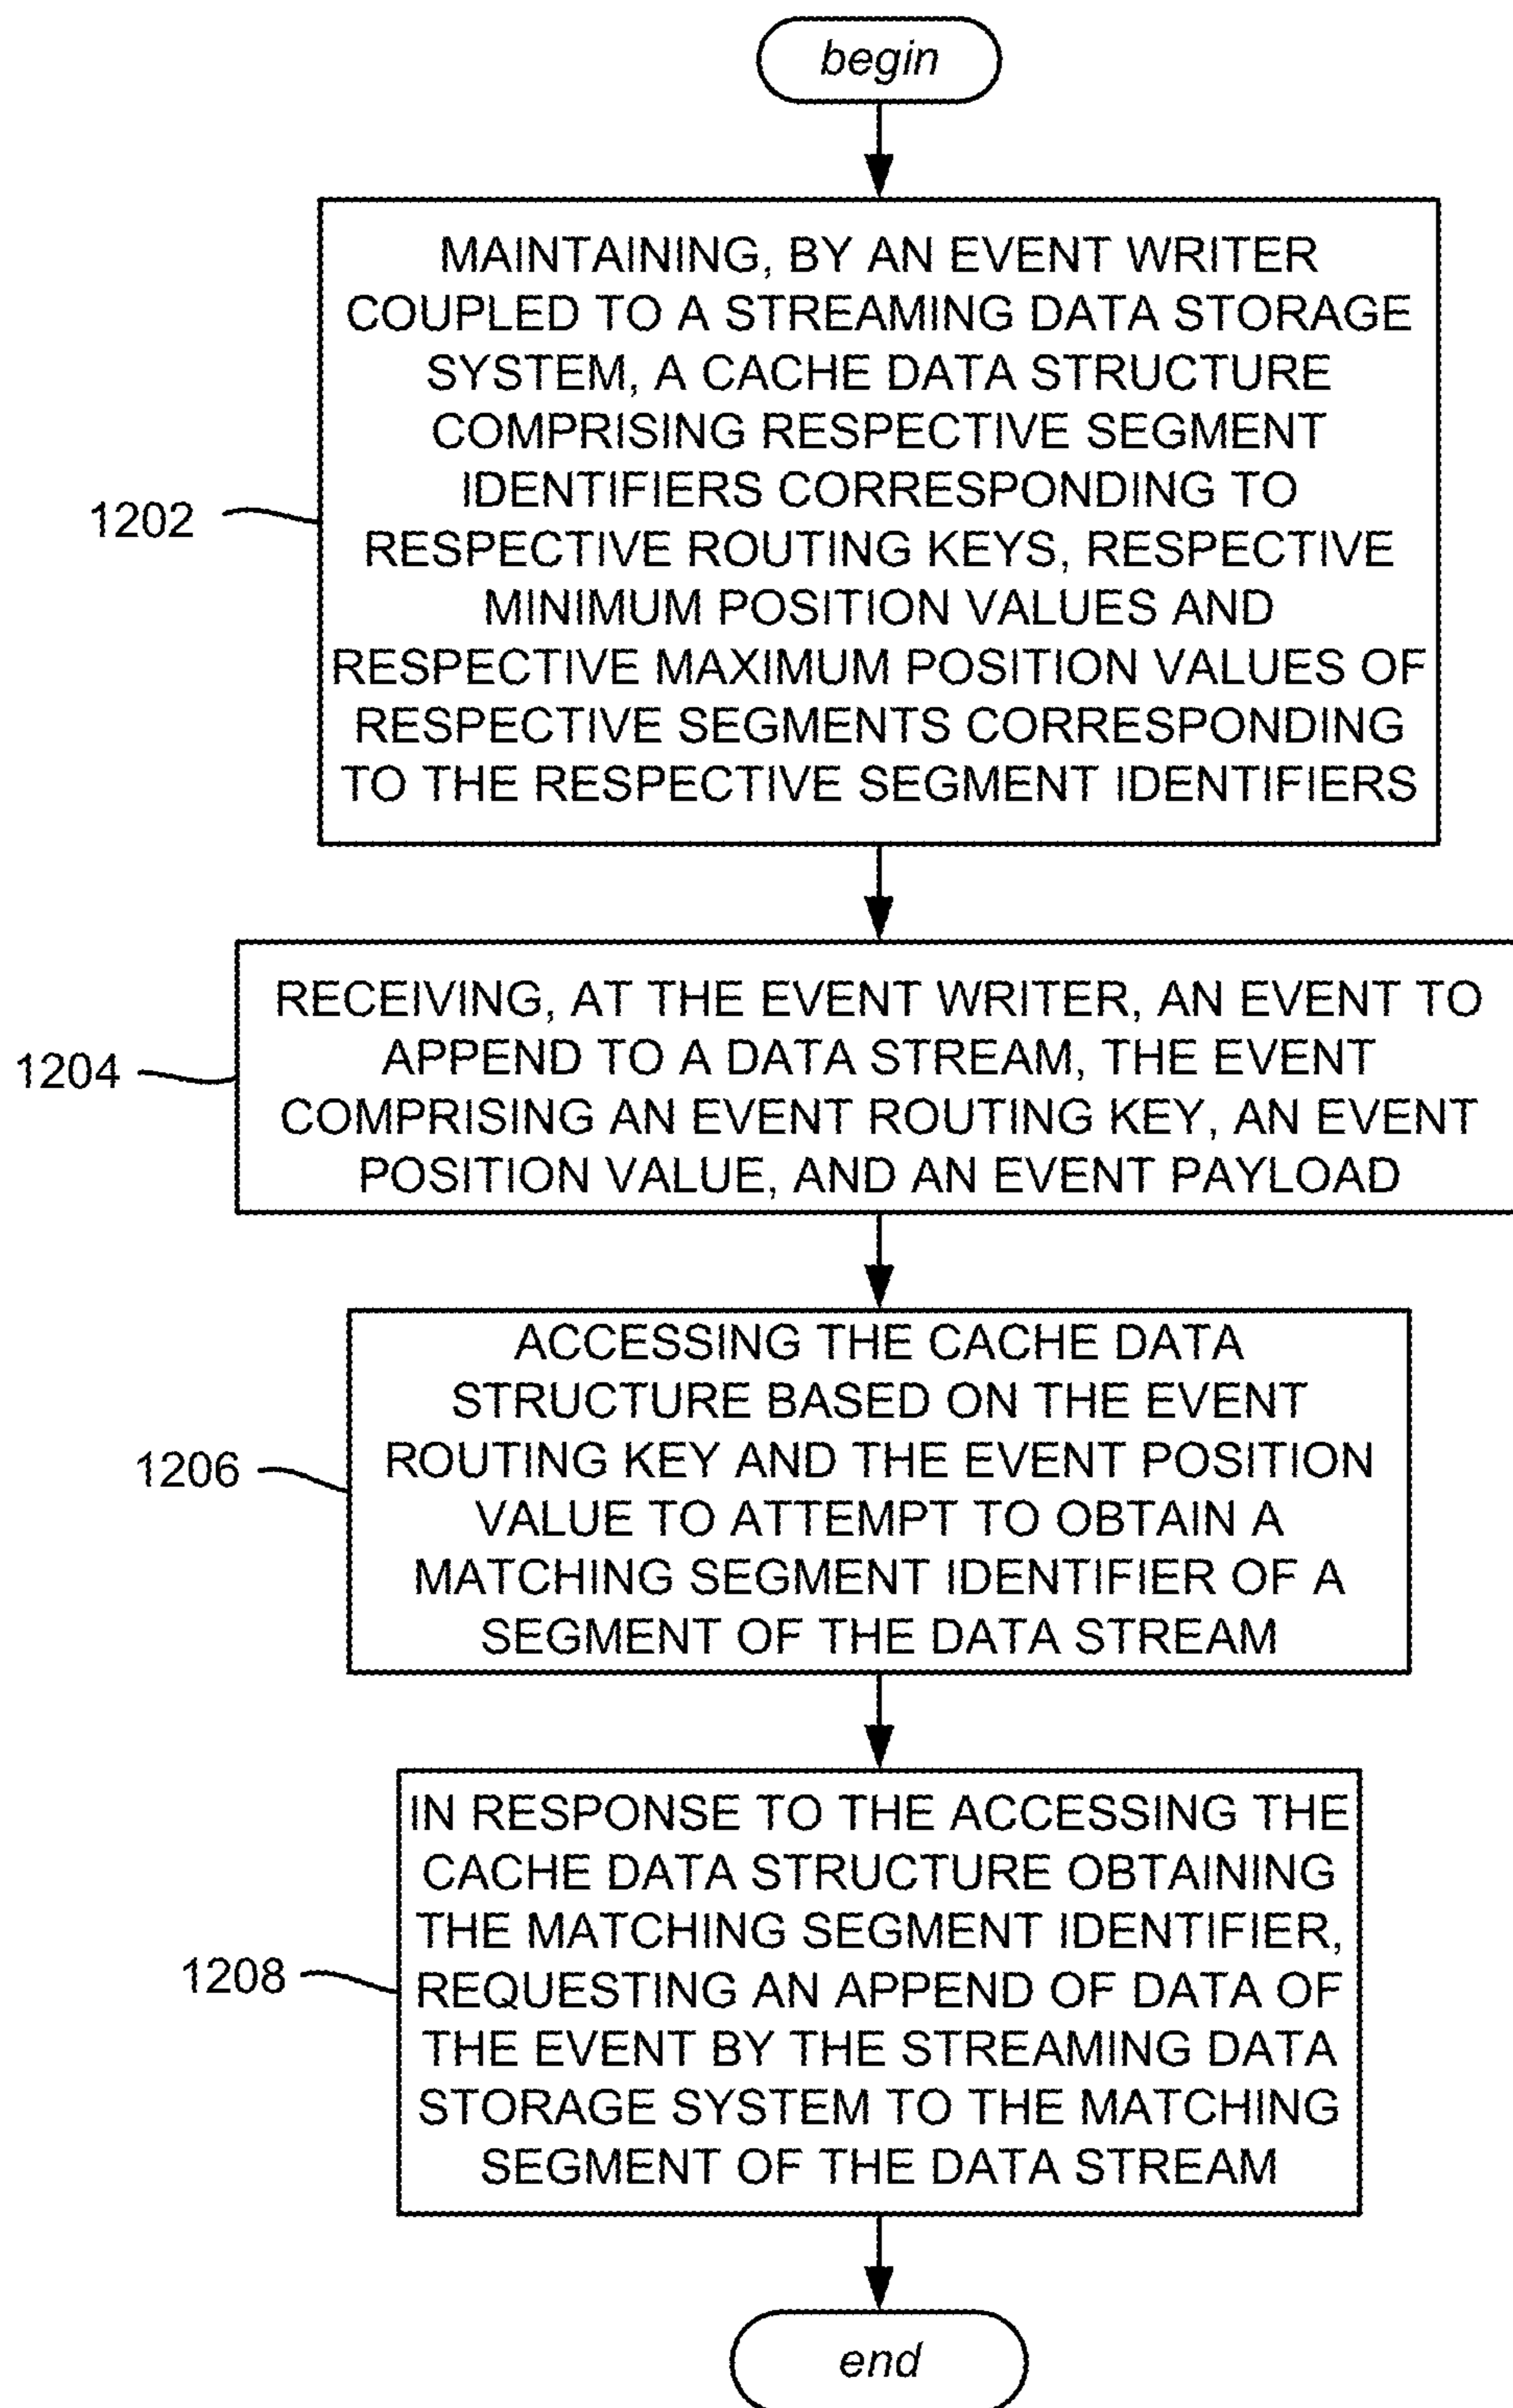 begin
MAINTAINING, BY AN EVENT WRITER
COUPLED TO A STREAMING DATA STORAGE
SYSTEM, A CACHE DATA STRUCTURE
COMPRISING RESPECTIVE SEGMENT
IDENTIFIERS CORRESPONDING TO
RESPECTIVE ROUTING KEYS, RESPECTIVE
MINIMUM POSITION VALUES AND
RESPECTIVE MAXIMUM POSITION VALUES OF
RESPECTIVE SEGMENTS CORRESPONDING
TO THE RESPECTIVE SEGMENT IDENTIFIERS
1202
RECEIVING, AT THE EVENT WRITER, AN EVENT TO
APPEND TO A DATA STREAM, THE EVENT
COMPRISING AN EVENT ROUTING KEY, AN EVENT
POSITION VALUE, AND AN EVENT PAYLOAD
1204
ACCESSING THE CACHE DATA
STRUCTURE BASED ON THE EVENT
ROUTING KEY AND THE EVENT POSITION
VALUE TO ATTEMPT TO OBTAIN A
MATCHING SEGMENT IDENTIFIER OF A
SEGMENT OF THE DATA STREAM
1206
IN RESPONSE TO THE ACCESSING THE
CACHE DATA STRUCTURE OBTAINING
THE MATCHING SEGMENT IDENTIFIER,
REQUESTING AN APPEND OF DATA OF
THE EVENT BY THE STREAMING DATA
STORAGE SYSTEM TO THE MATCHING
SEGMENT OF THE DATA STREAM
1208
end